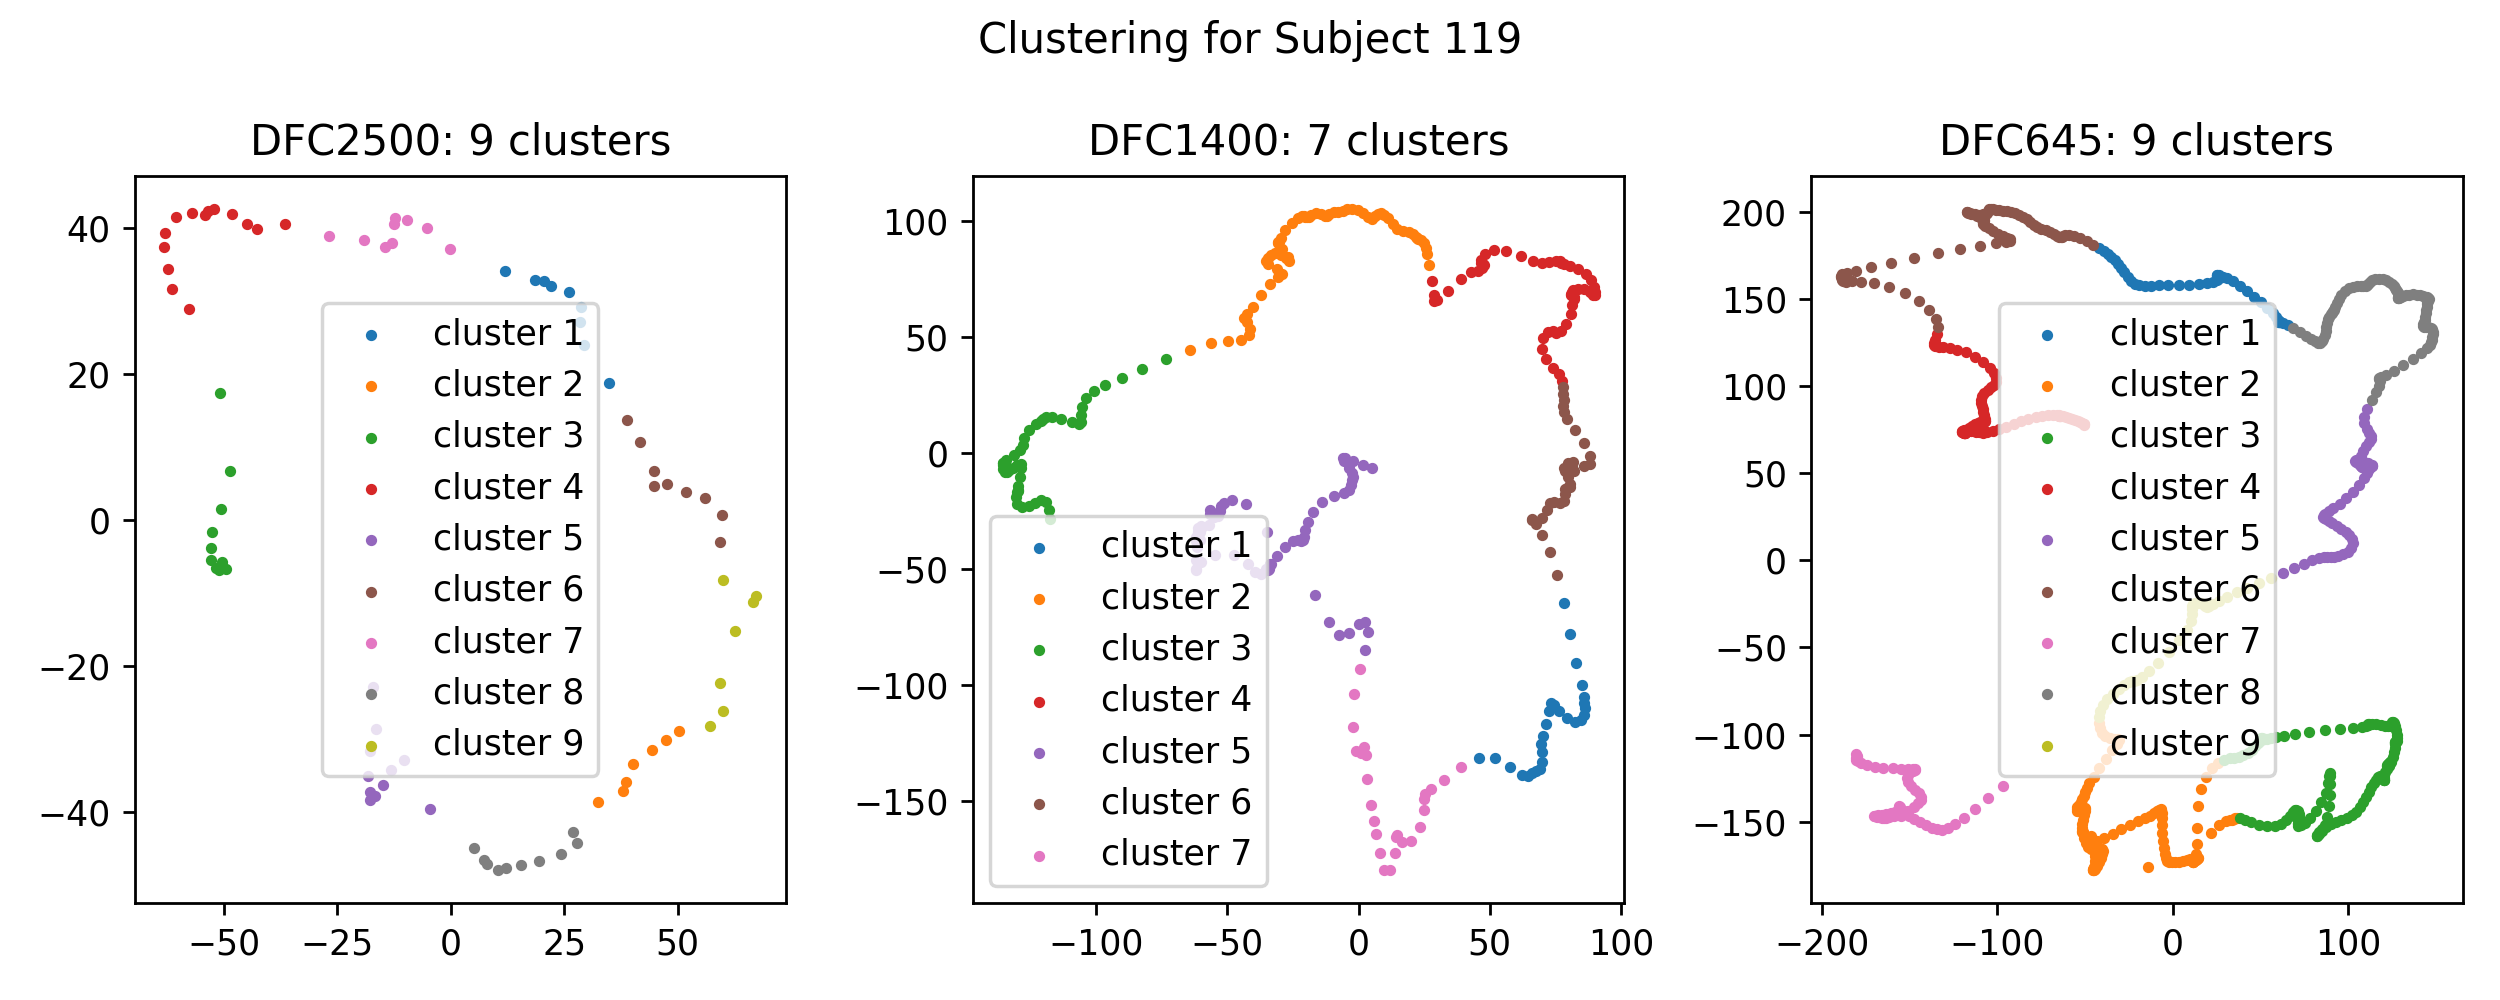 Clustering for Subject 119
DFC2500: 9 clusters
40
20
0
−20
−40
−50
−25
0
25
50
cluster 1
cluster 2
cluster 3
cluster 4
cluster 5
cluster 6
cluster 7
cluster 8
cluster 9
DFC1400: 7 clusters
100
50
0
−50
−100
−150
−100
−50
0
50
100
cluster 1
cluster 2
cluster 3
cluster 4
cluster 5
cluster 6
cluster 7
DFC645: 9 clusters
200
150
100
50
0
−50
−100
−150
−200
−100
0
100
cluster 1
cluster 2
cluster 3
cluster 4
cluster 5
cluster 6
cluster 7
cluster 8
cluster 9